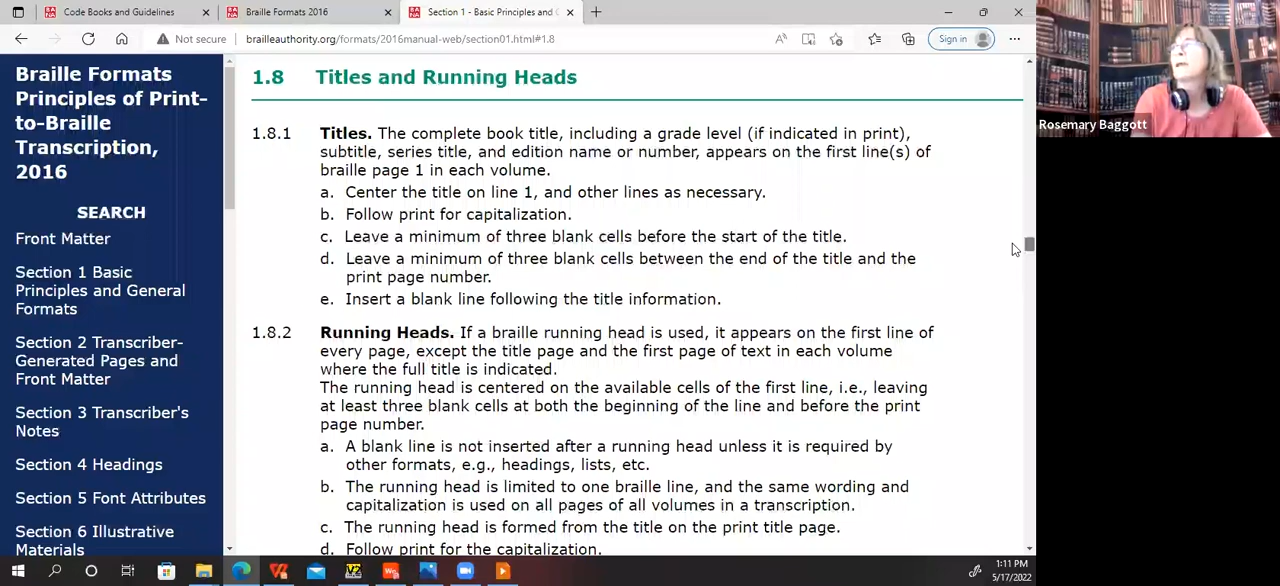 Code Books and Guidelines
Braille Formats 2016
Section 1 - Basic Principles and G
Not secure
brailleauthority.org/formats/2016manual-web/section01.html#1.8
Sign in
Braille Formats
Principles of Print-
to-Braille
Transcription,
2016
SEARCH
Front Matter
Section 1 Basic
Principles and General
Formats
Section 2 Transcriber-
Generated Pages and
Front Matter
Section 3 Transcriber's
Notes
Section 4 Headings
Section 5 Font Attributes
Section 6 Illustrative
Materials
1.8 Titles and Running Heads
1.8.1 Titles. The complete book title, including a grade level (if indicated in print),
subtitle, series title, and edition name or number, appears on the first line(s) of
braille page 1 in each volume.
a. Center the title on line 1, and other lines as necessary.
b. Follow print for capitalization.
c. Leave a minimum of three blank cells before the start of the title.
d. Leave a minimum of three blank cells between the end of the title and the
print page number.
e. Insert a blank line following the title information.
1.8.2 Running Heads. If a braille running head is used, it appears on the first line of
every page, except the title page and the first page of text in each volume
where the full title is indicated.
The running head is centered on the available cells of the first line, i.e., leaving
at least three blank cells at both the beginning of the line and before the print
page number.
a. A blank line is not inserted after a running head unless it is required by
other formats, e.g., headings, lists, etc.
b. The running head is limited to one braille line, and the same wording and
capitalization is used on all pages of all volumes in a transcription.
c. The running head is formed from the title on the print title page.
d. Follow print for the capitalization.
Rosemary Baggott
1:11 PM
5/17/2022